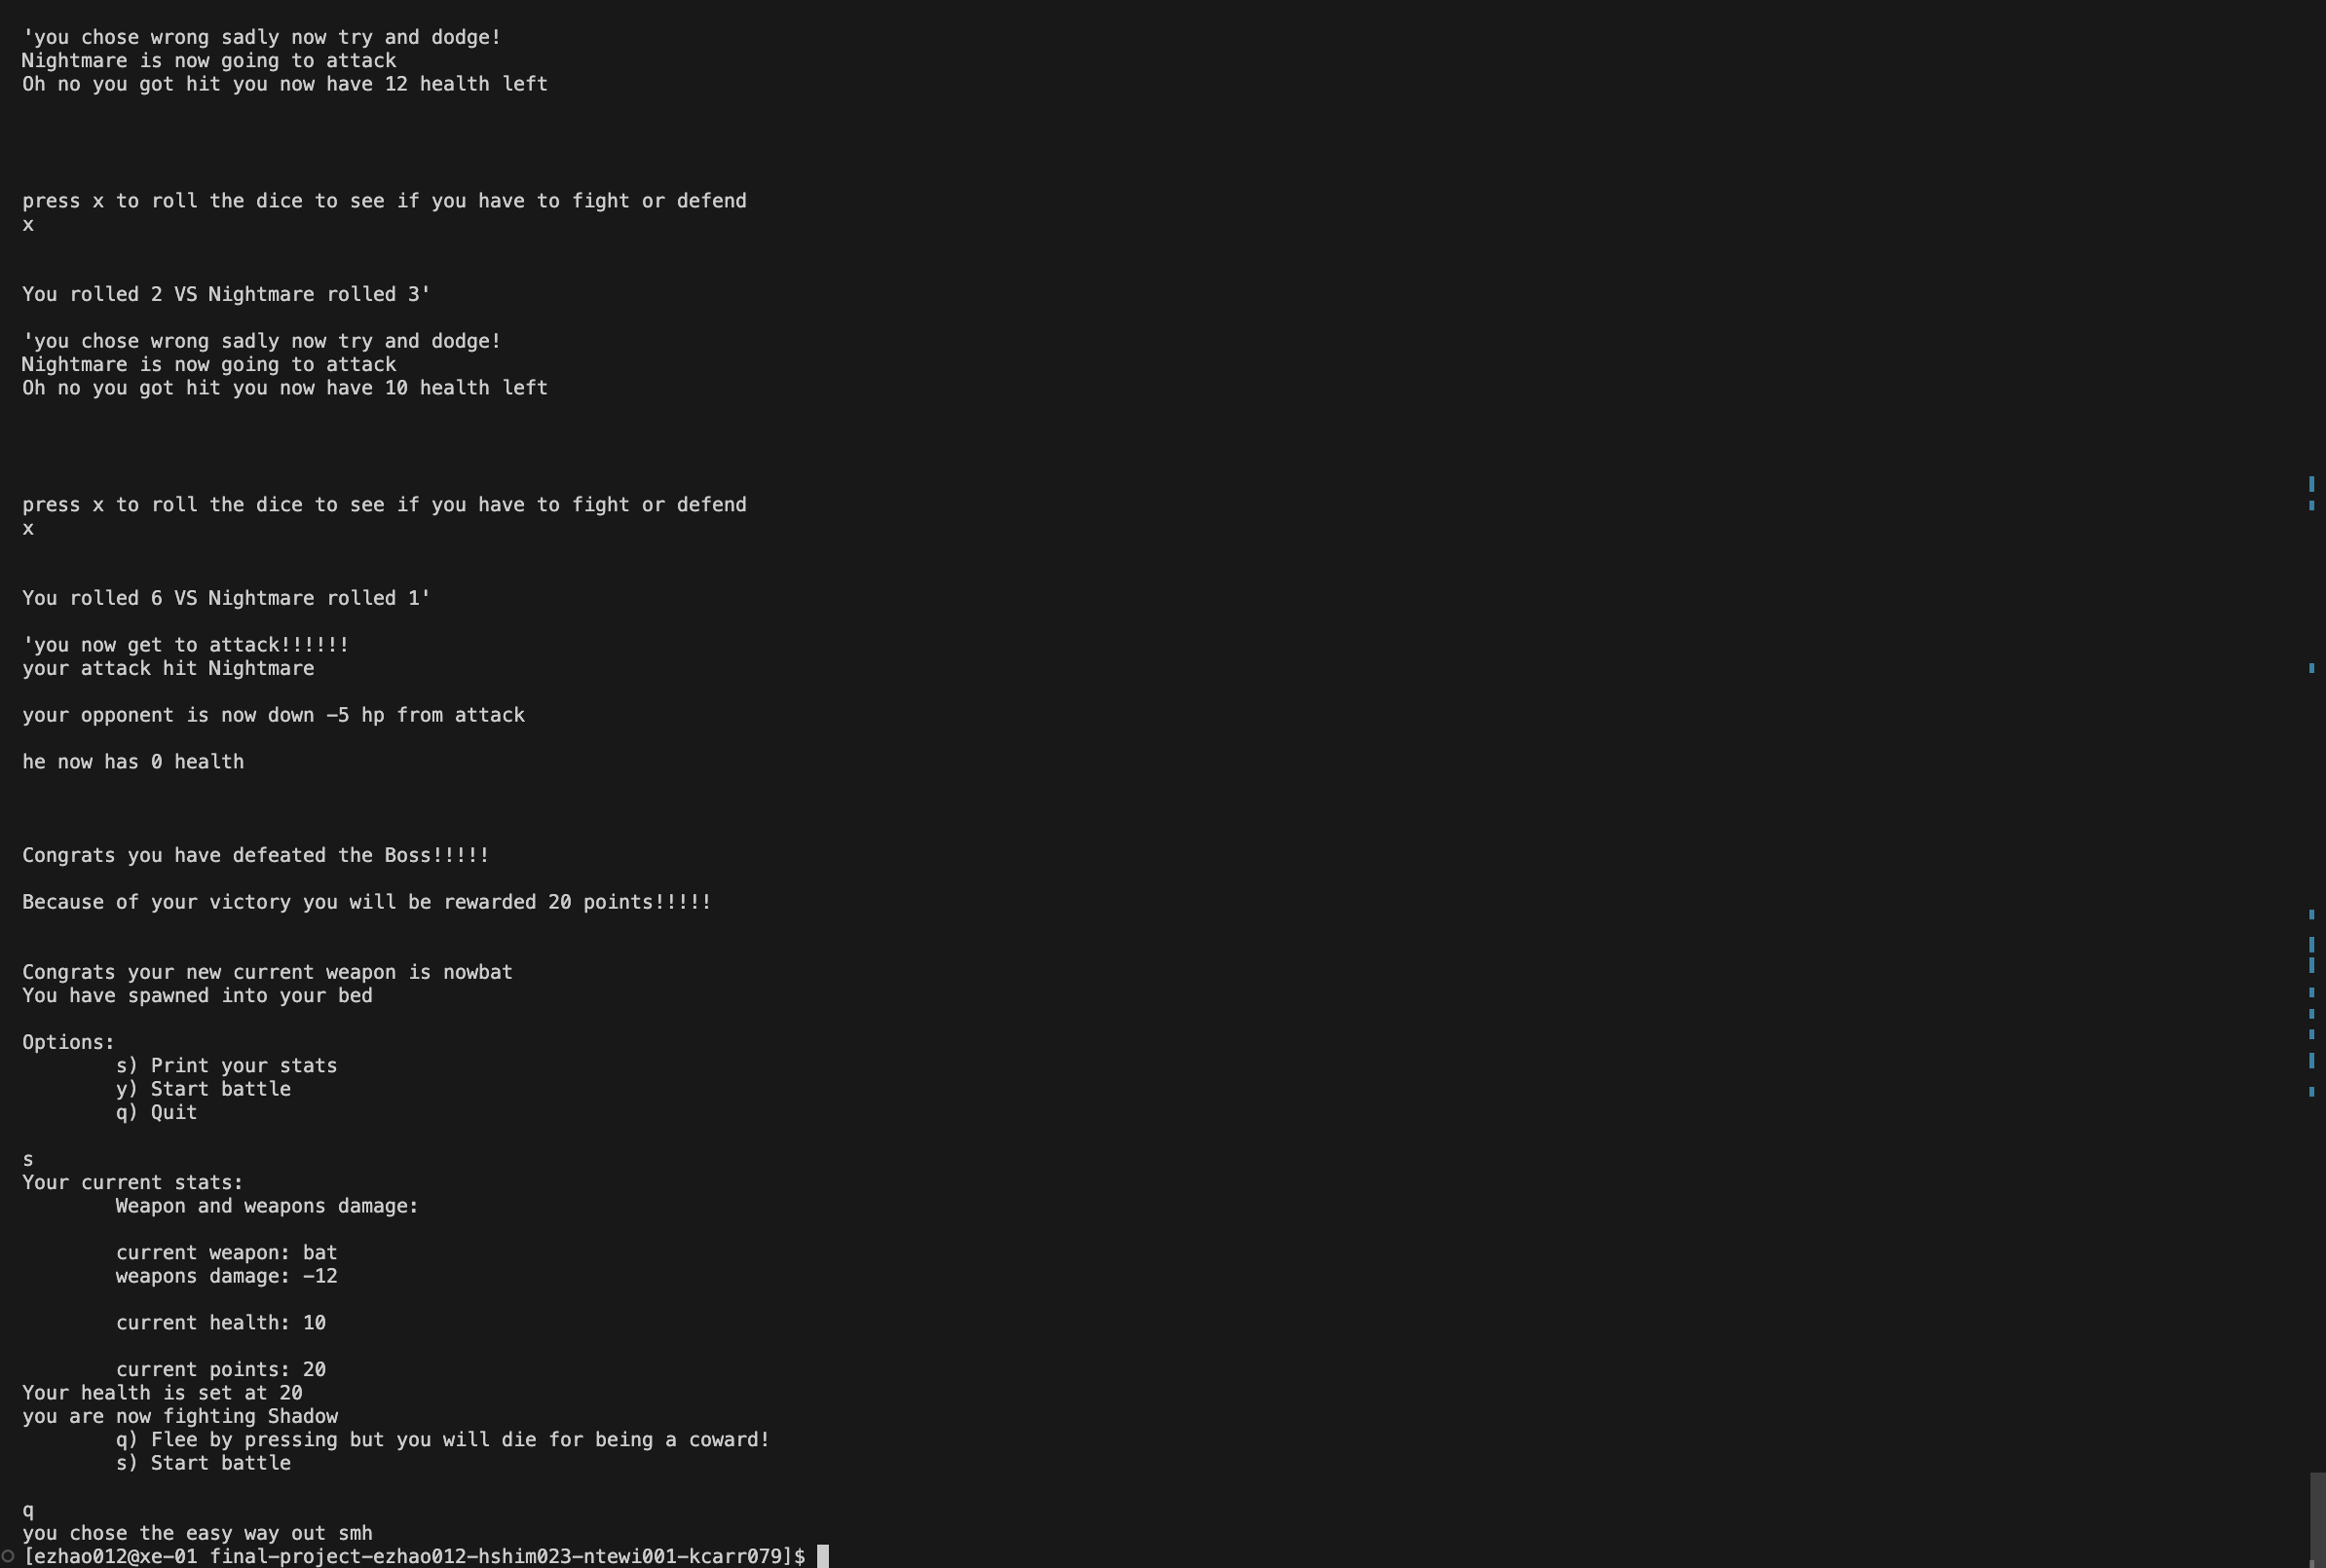 'you chose wrong sadly now try and dodge!
Nightmare is now going to attack
Oh no you got hit you now have 12 health left
press x to roll the dice to see if you have to fight or defend
x
You rolled 2 VS Nightmare rolled 3'
'you chose wrong sadly now try and dodge!
Nightmare is now going to attack
Oh no you got hit you now have 10 health left
press x to roll the dice to see if you have to fight or defend
x
You rolled 6 VS Nightmare rolled 1'
'you now get to attack!!!!!!
your attack hit Nightmare
your opponent is now down -5 hp from attack
he now has 0 health
Congrats you have defeated the Boss!!!!!
Because of your victory you will be rewarded 20 points!!!!!
Congrats your new current weapon is nowbat
You have spawned into your bed
Options:
s) Print your stats
y) Start battle
q) Quit
s
Your current stats:
Weapon and weapons damage:
current weapon: bat
weapons damage: -12
current health: 10
current points: 20
Your health is set at 20
you are now fighting Shadow
q) Flee by pressing but you will die for being a coward!
s) Start battle
q
you chose the easy way out smh
[ezhao012@xe-01 final-project-ezhao012-hshim023-ntewi001-kcarr079]$